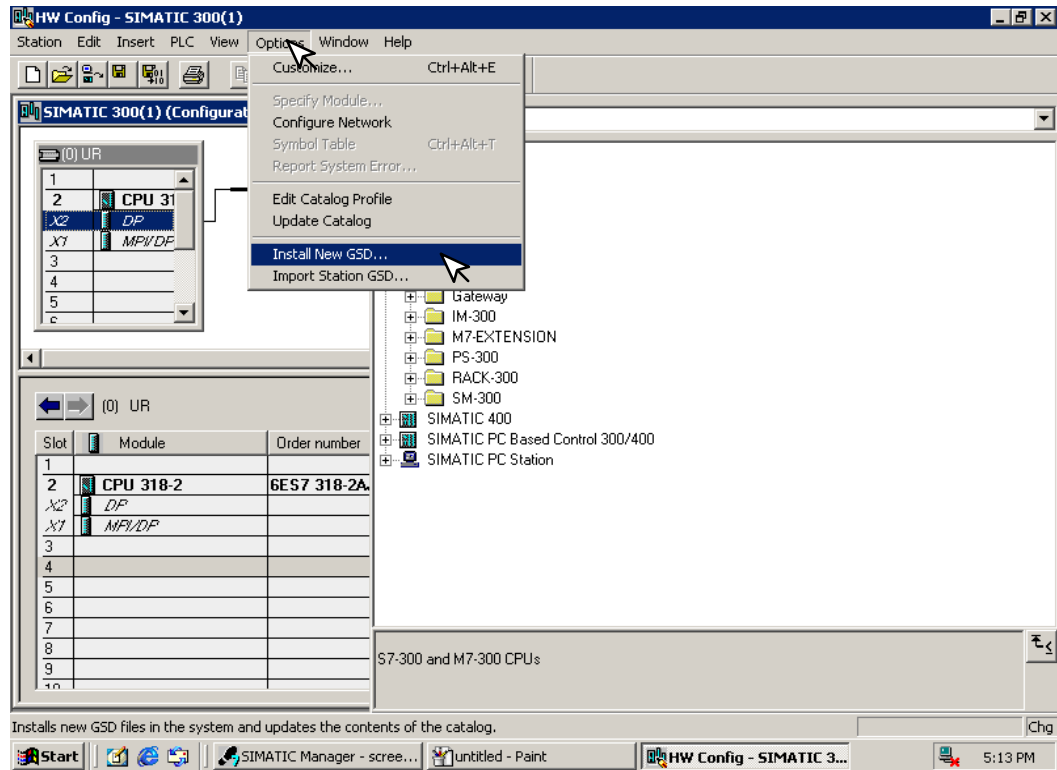 HW Config - SIMATIC 300(1)
Station Edit Insert PLC View Options Window Help
Customize... Ctrl+Alt+E
Specify Module...
Configure Network
Symbol Table Ctrl+Alt+T
Report System Error...
Edit Catalog Profile
Update Catalog
Install New GSD...
Import Station GSD...
SIMATIC 300(1) (Configurat
(0) UR
1
2 CPU 31
X2 DP
X1 MPI/DP
3
4
5
Gateway
IM-300
M7-EXTENSION
PS-300
RACK-300
SM-300
SIMATIC 400
SIMATIC PC Based Control 300/400
SIMATIC PC Station
(0) UR
Slot Module Order number
1
2 CPU 318-2 6ES7 318-2A
X2 DP
X1 MPI/DP
3
4
5
6
7
8
9
10
S7-300 and M7-300 CPUs
Installs new GSD files in the system and updates the contents of the catalog. Chg
Start SIMATIC Manager - scree... untitled - Paint HW Config - SIMATIC 3... 5:13 PM